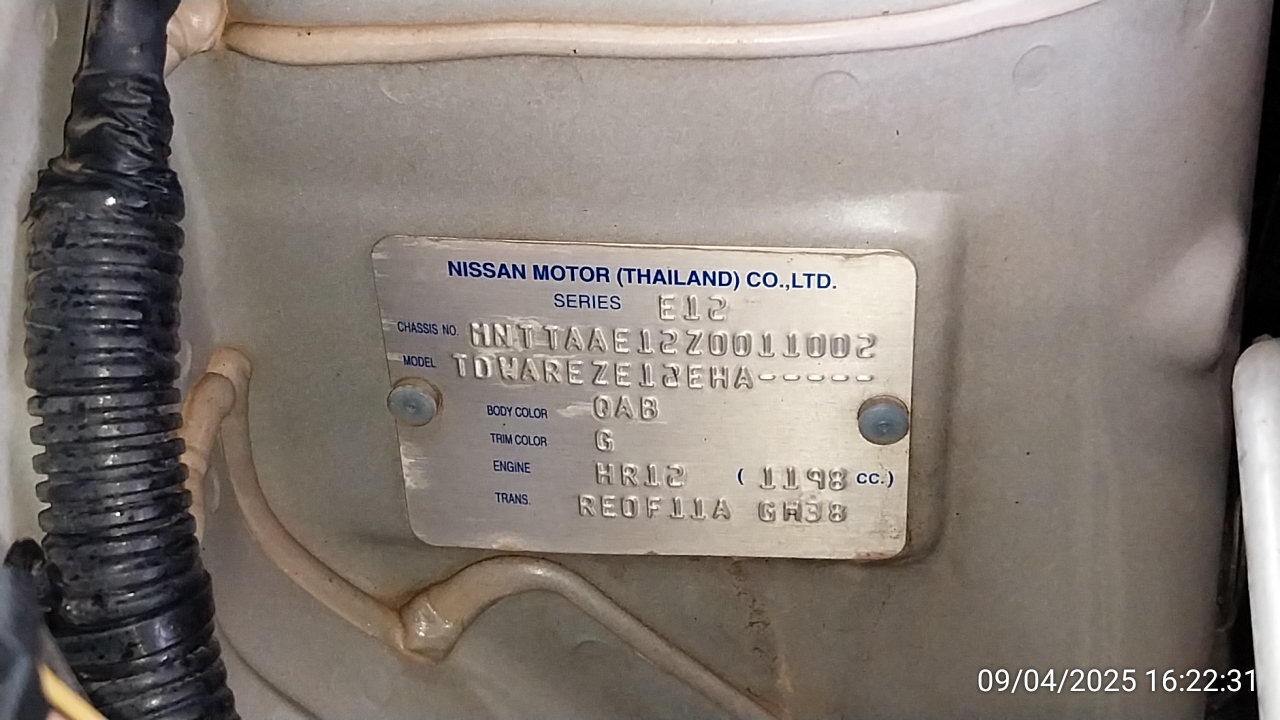 NISSAN MOTOR (THAILAND) CO.,LTD.
SERIES E12
CHASSIS NO. MNTTAAE12Z0011002
MODEL TDWAREZE12EHA-----
BODY COLOR QAB
TRIM COLOR G
ENGINE HR12 ( 1198 CC.)
TRANS. RE0F11A GH38
09/04/2025 16:22:31